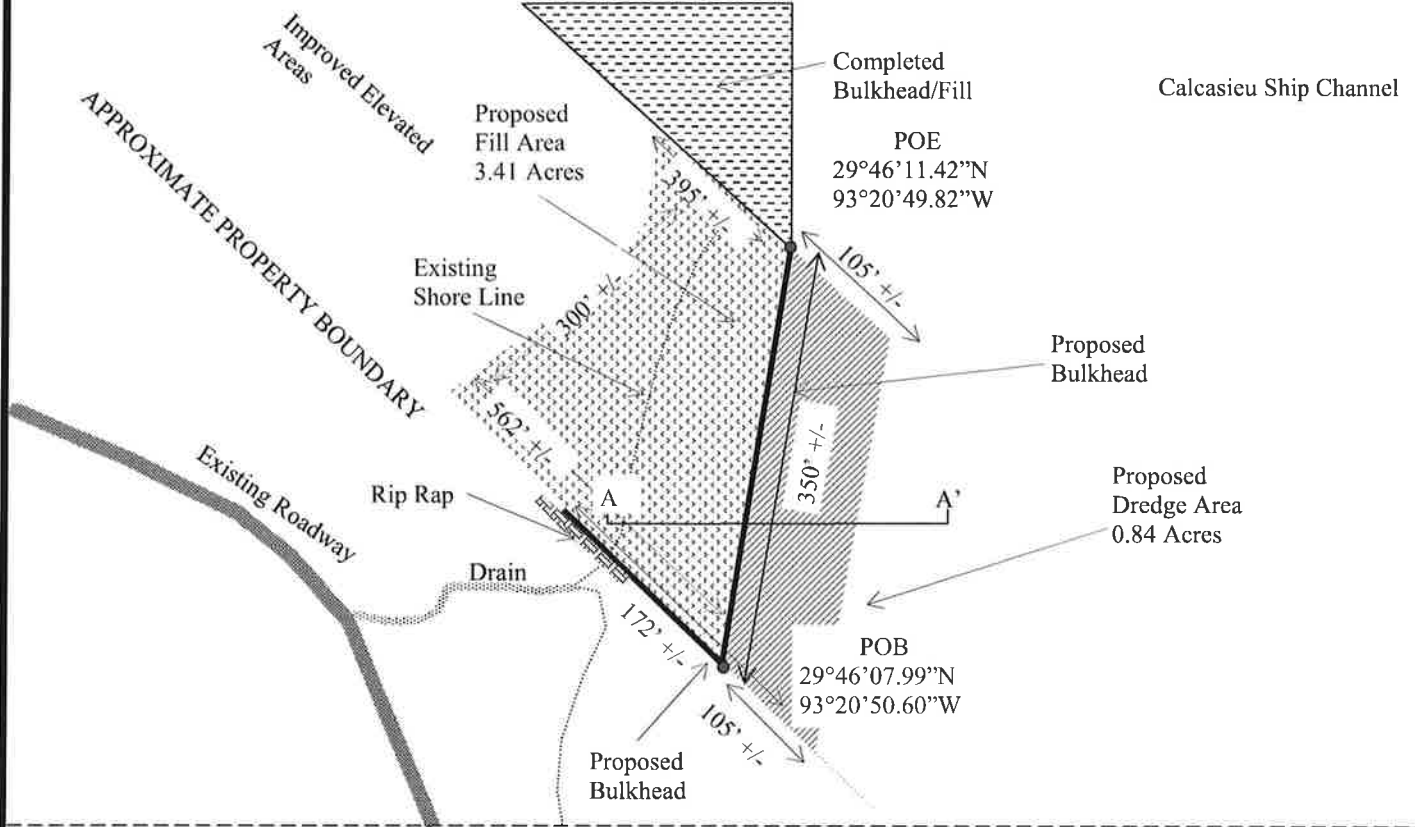 Improved Elevated
Areas
APPROXIMATE PROPERTY BOUNDARY
Completed
Bulkhead/Fill
Calcasieu Ship Channel
Proposed
Fill Area
3.41 Acres
POE
29°46’11.42”N
93°20’49.82”W
395’ +/-
105’ +/-
Existing
Shore Line
300’ +/-
Proposed
Bulkhead
562’ +/-
350’ +/-
Existing Roadway
Rip Rap
A
A’
Proposed
Dredge Area
0.84 Acres
Drain
172’ +/-
POB
29°46’07.99”N
93°20’50.60”W
105’ +/-
Proposed
Bulkhead